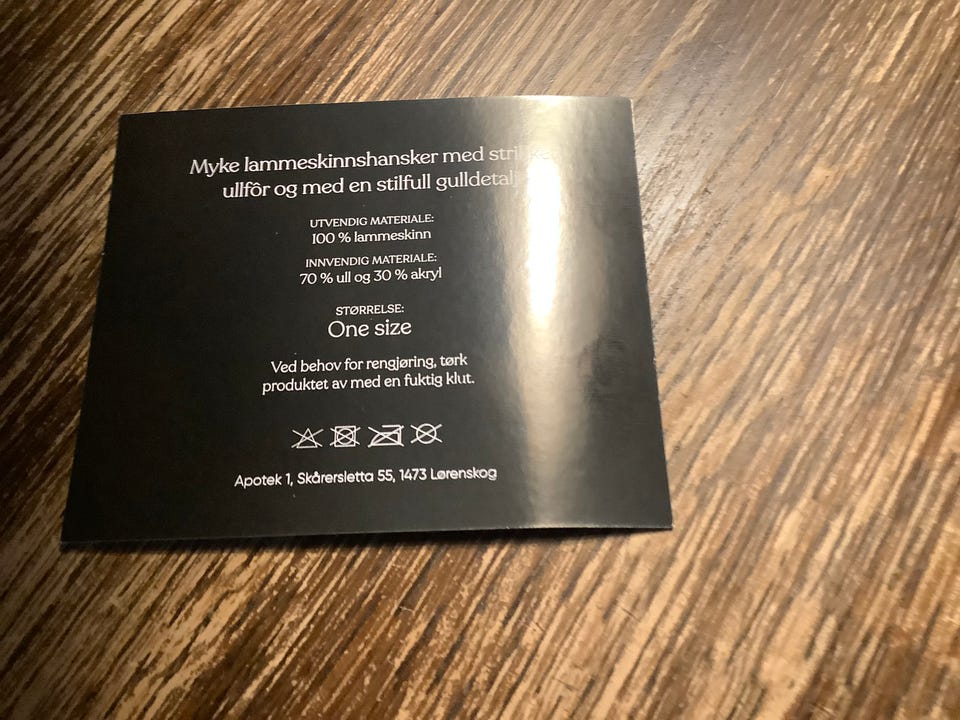 Myke lammeskinnshansker med
ullfôr og med en stilfull gulldetalj
UTVENDIG MATERIALE:
100 % lammeskinn
INNVENDIG MATERIALE:
70 % ull og 30 % akryl
STØRRELSE:
One size
Ved behov for rengjøring, tørk
produktet av med en fuktig klut.
Apotek 1, Skårersletta 55, 1473 Lørenskog